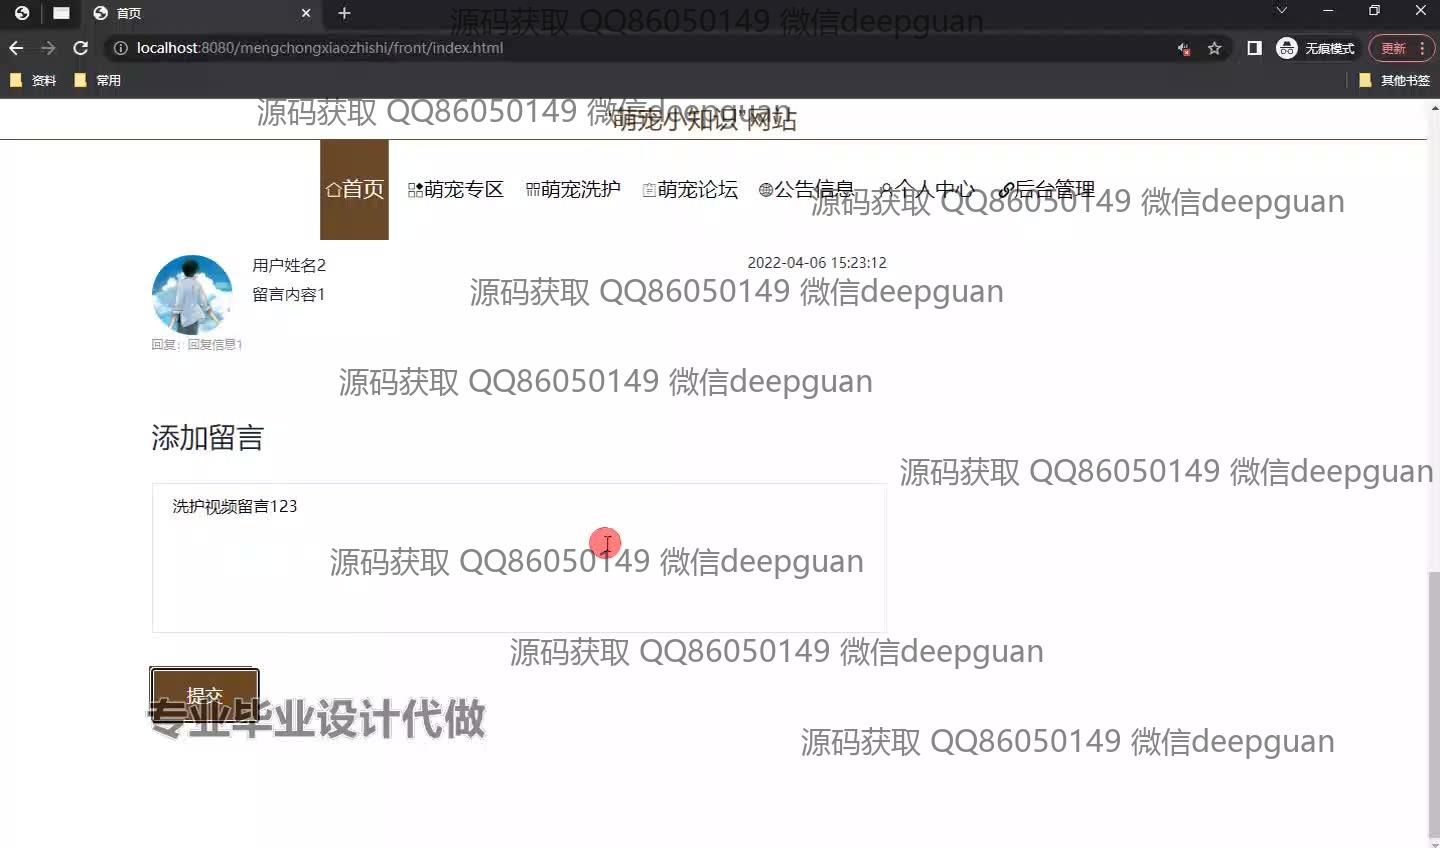 首页
源码获取 QQ86050149 微信deepguan
localhost:8080/mengchongxiaozhishi/front/index.html
无痕模式
更新
资料
常用
其他书签
源码获取 QQ86050149 微信deepguan
"萌宠小知识"网站
首页
萌宠专区
萌宠洗护
萌宠论坛
公告信息
个人中心
后台管理
源码获取 QQ86050149 微信deepguan
用户姓名2
2022-04-06 15:23:12
留言内容1
源码获取 QQ86050149 微信deepguan
回复：回复信息1
源码获取 QQ86050149 微信deepguan
添加留言
源码获取 QQ86050149 微信deepguan
洗护视频留言123
源码获取 QQ86050149 微信deepguan
源码获取 QQ86050149 微信deepguan
提交
专业毕业设计代做
源码获取 QQ86050149 微信deepguan